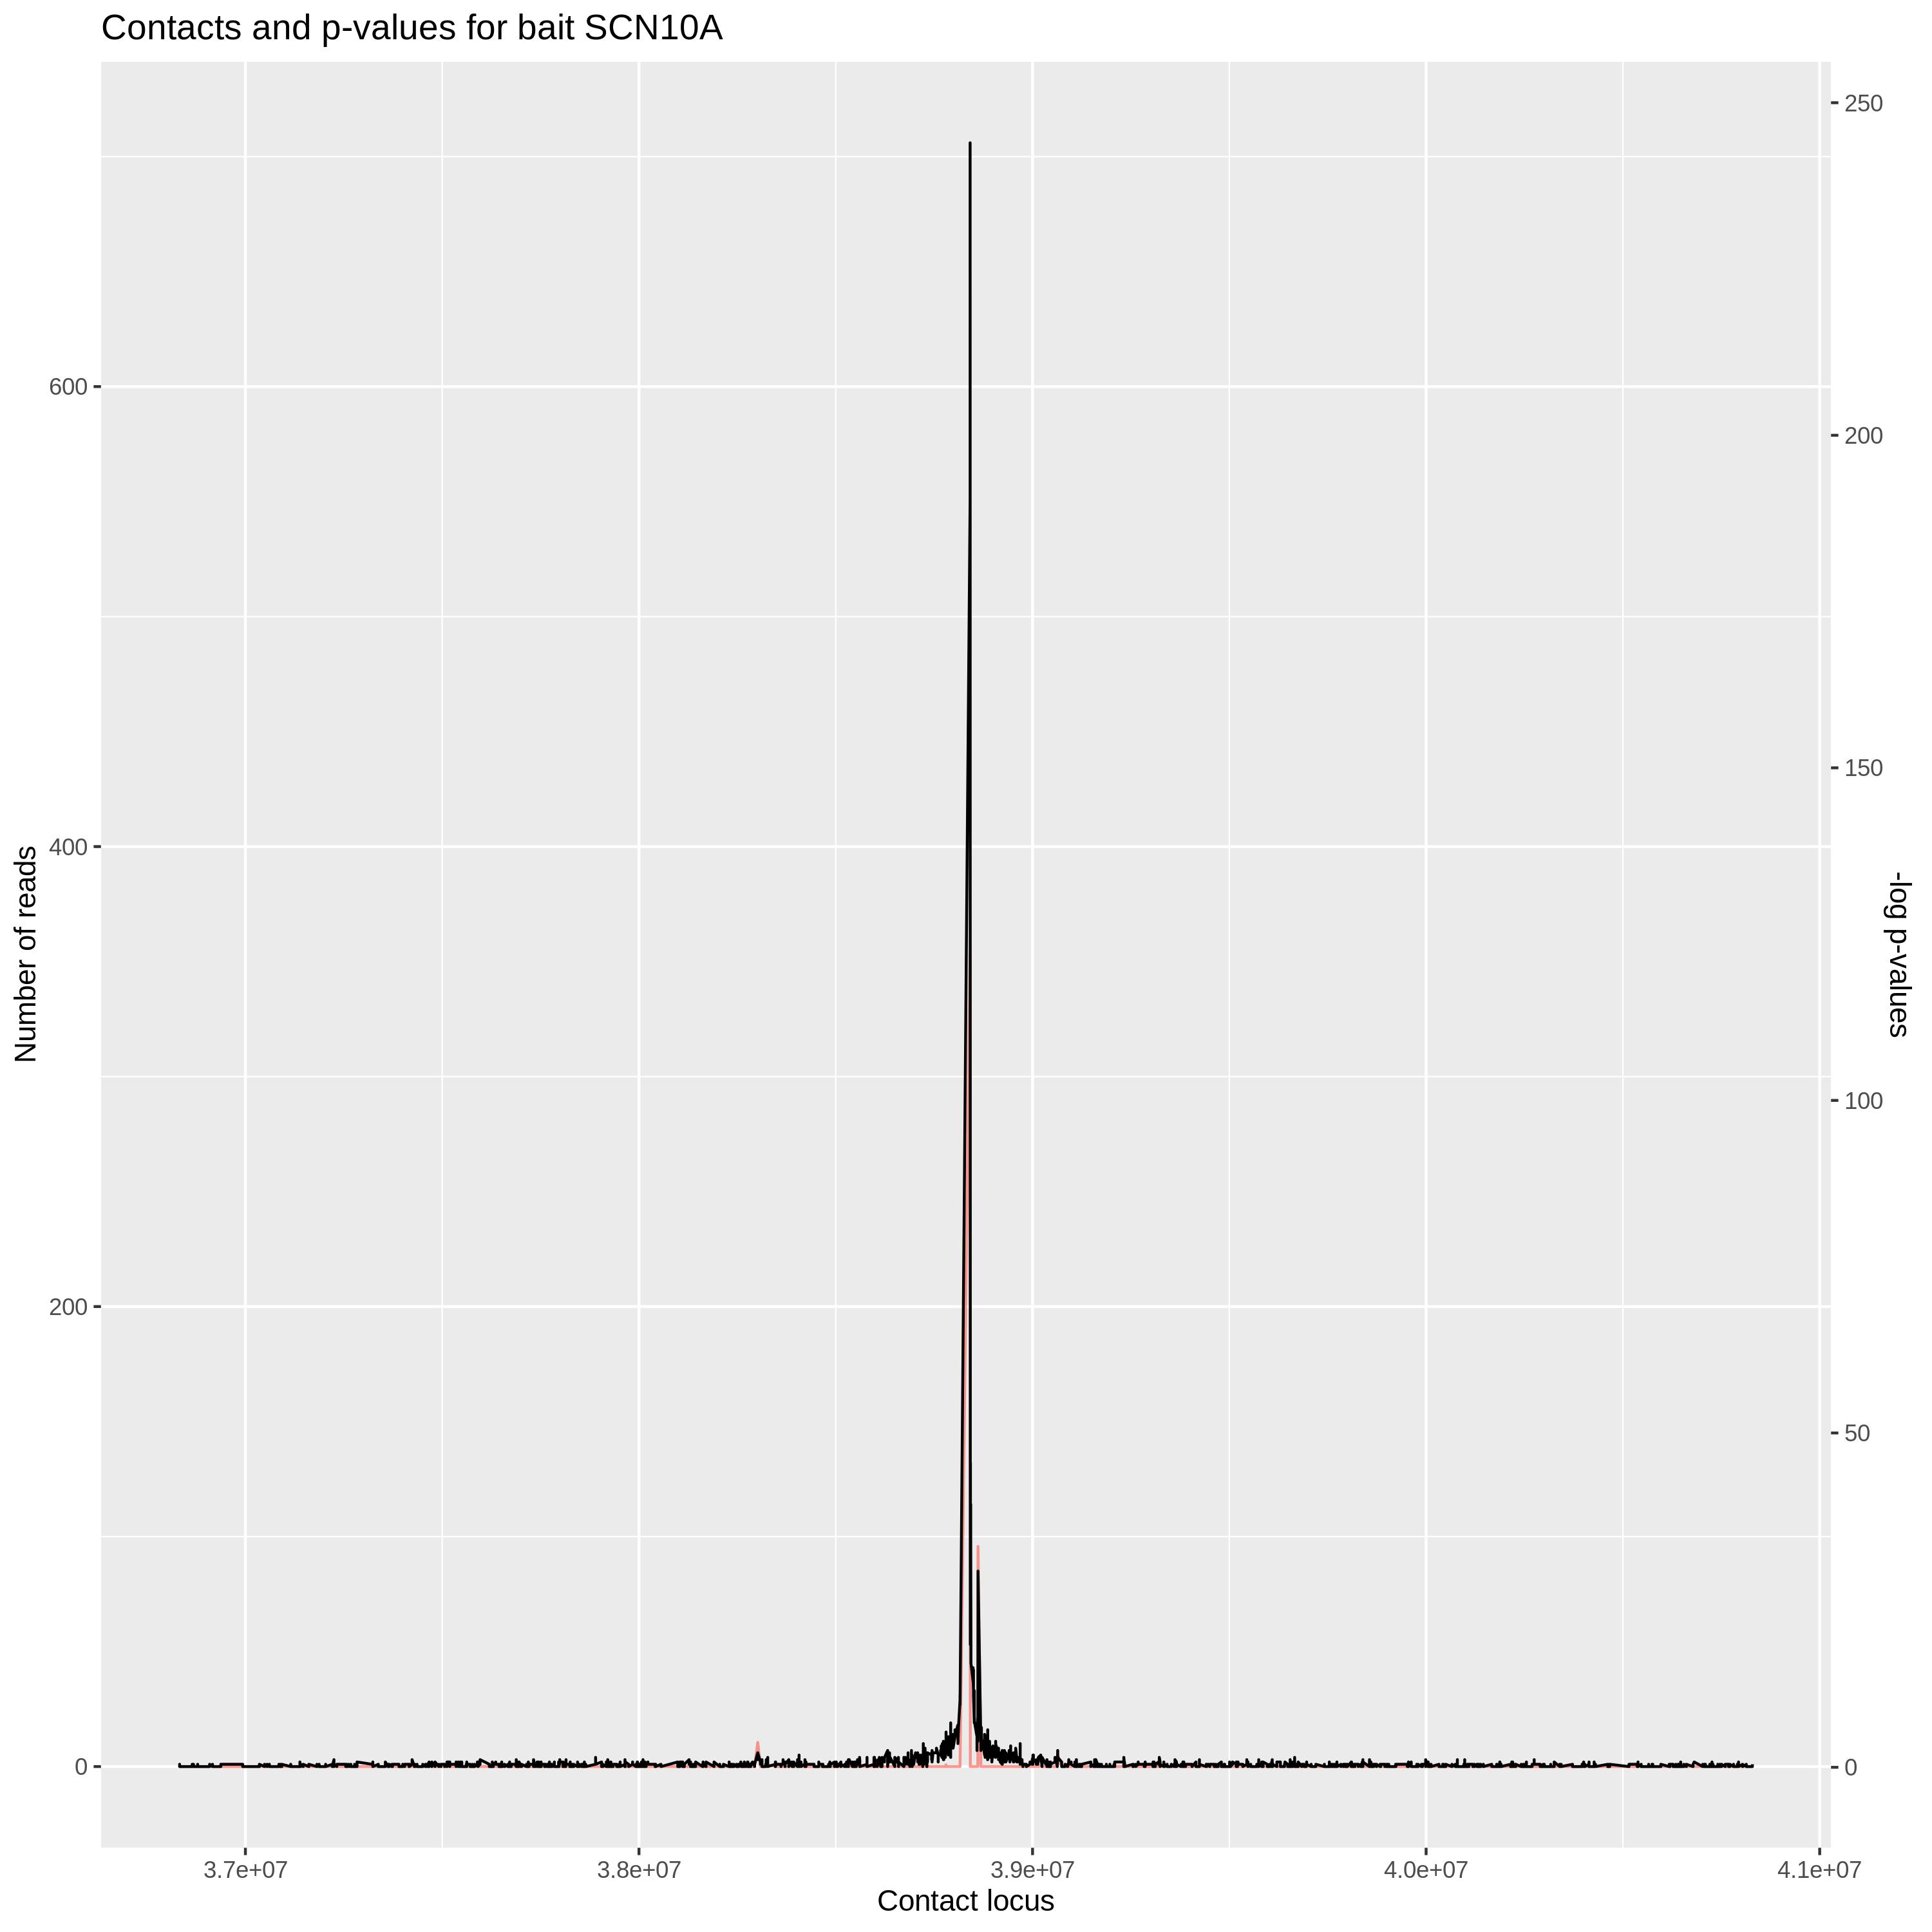 Contacts and p-values for bait SCN10A
Number of reads
600
400
200
0
250
200
150
100
50
0
-log p-values
3.7e+07
3.8e+07
3.9e+07
4.0e+07
4.1e+07
Contact locus